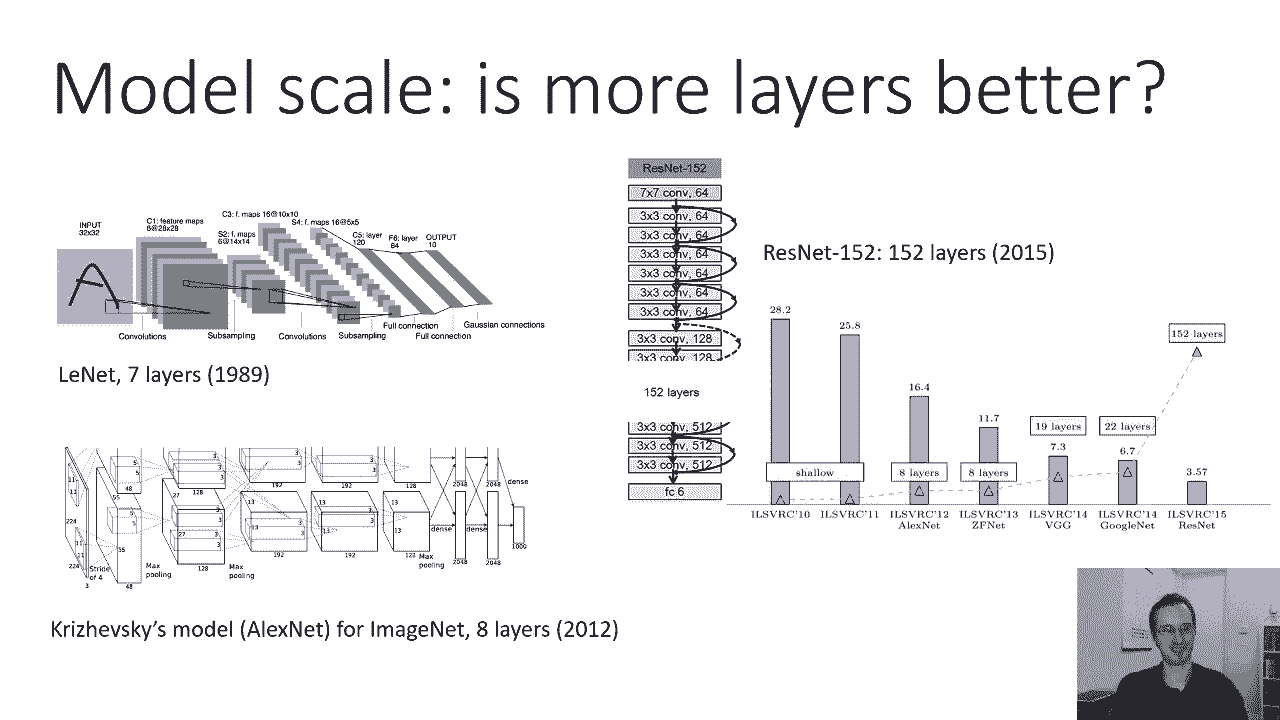 Model scale: is more layers better?
INPUT
32x32
C1: feature maps
6@28x28
S2: f. maps
6@14x14
C3: f. maps 16@10x10
S4: f. maps 16@5x5
C5: layer
120
F6: layer
84
OUTPUT
10
Convolutions
Subsampling
Convolutions
Subsampling
Full connection
Full connection
Gaussian connections
LeNet, 7 layers (1989)
224
224
3
11
11
11
11
Stride
of 4
55
55
48
5
5
5
5
Max
pooling
27
27
128
128
3
3
3
3
Max
pooling
192
192
192
192
13
13
13
3
3
3
3
128
128
Max
pooling
2048
2048
2048
2048
dense
dense
dense
1000
Krizhevsky's model (AlexNet) for ImageNet, 8 layers (2012)
ResNet-152
7x7 conv, 64
3x3 conv, 64
3x3 conv, 64
3x3 conv, 64
3x3 conv, 64
3x3 conv, 64
3x3 conv, 64
3x3 conv, 128
3x3 conv, 128
152 layers
3x3 conv, 512
3x3 conv, 512
3x3 conv, 512
fc 6
ResNet-152: 152 layers (2015)
28.2
25.8
16.4
11.7
7.3
6.7
3.57
shallow
8 layers
8 layers
19 layers
22 layers
152 layers
ILSVRC'10
ILSVRC'11
ILSVRC'12
AlexNet
ILSVRC'13
ZFNet
ILSVRC'14
VGG
ILSVRC'14
GoogleNet
ILSVRC'15
ResNet